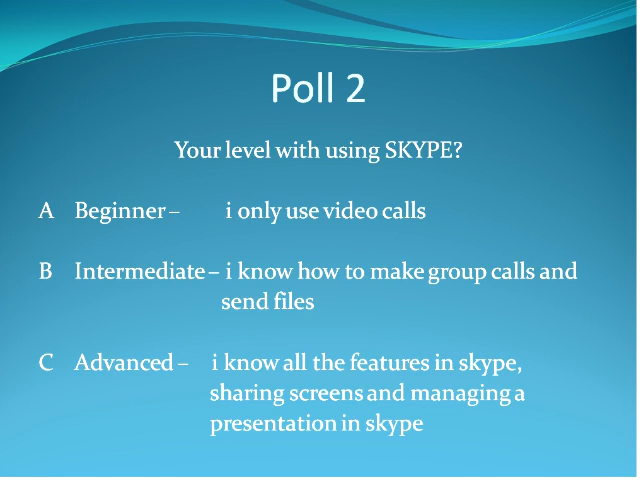 Poll 2
Your level with using SKYPE?
A Beginner – i only use video calls
B Intermediate – i know how to make group calls and
send files
C Advanced – i know all the features in skype,
sharing screens and managing a
presentation in skype